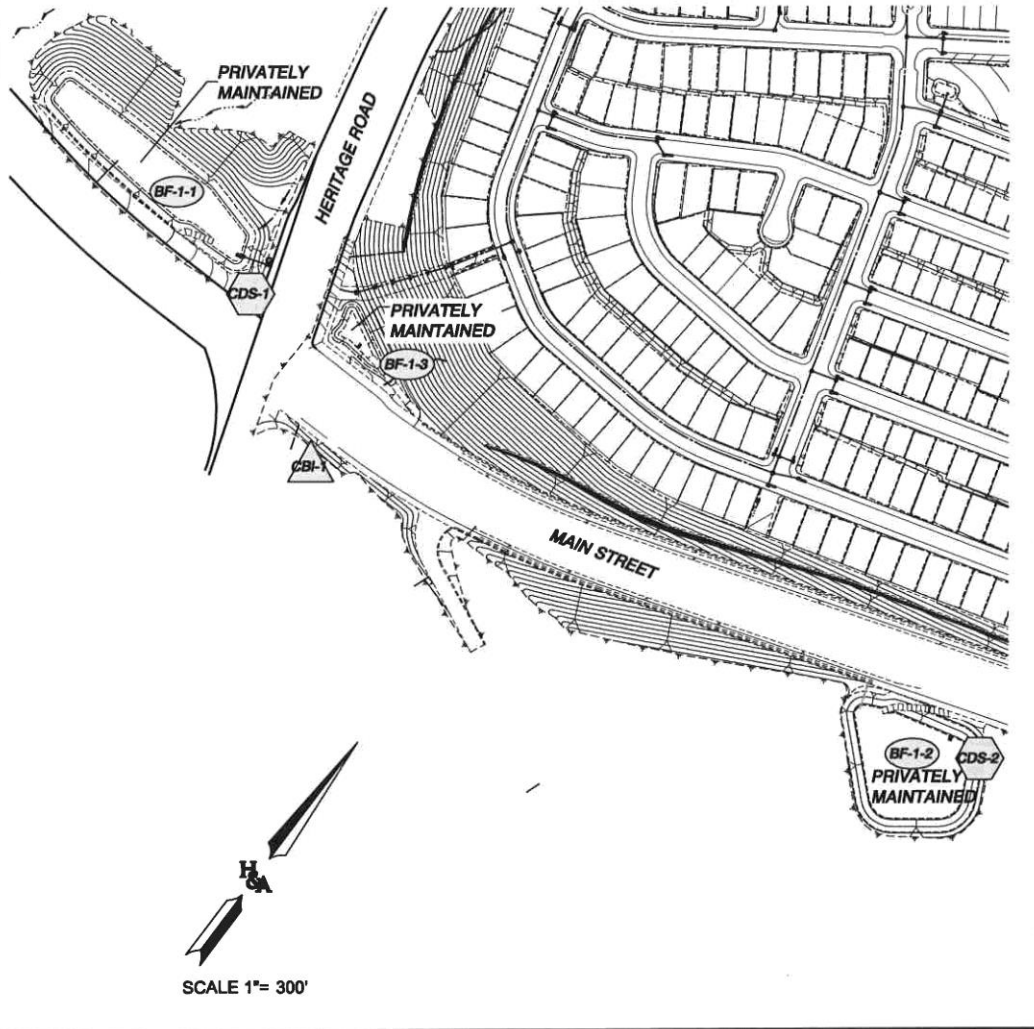 PRIVATELY
MAINTAINED
HERITAGE ROAD
BF-1-1
CDS-1
PRIVATELY
MAINTAINED
BF-1-3
CBI-1
MAIN STREET
BF-1-2
CDS-2
PRIVATELY
MAINTAINED
H&A
SCALE 1"= 300'